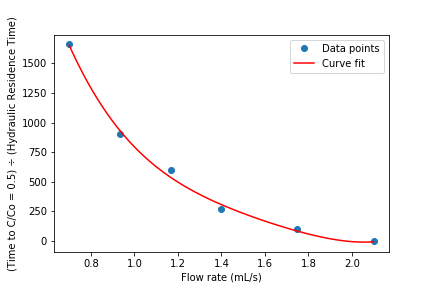 (Time to C/Co = 0.5) ÷ (Hydraulic Residence Time)
1500
1250
1000
750
500
250
0
0.8 1.0 1.2 1.4 1.6 1.8 2.0
Flow rate (mL/s)
Data points
Curve fit